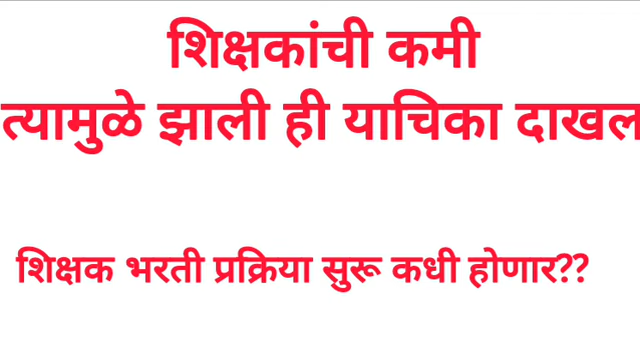 शिक्षकांची कमी
त्यामुळे झाली ही याचिका दाखल
शिक्षक भरती प्रक्रिया सुरू कधी होणार??